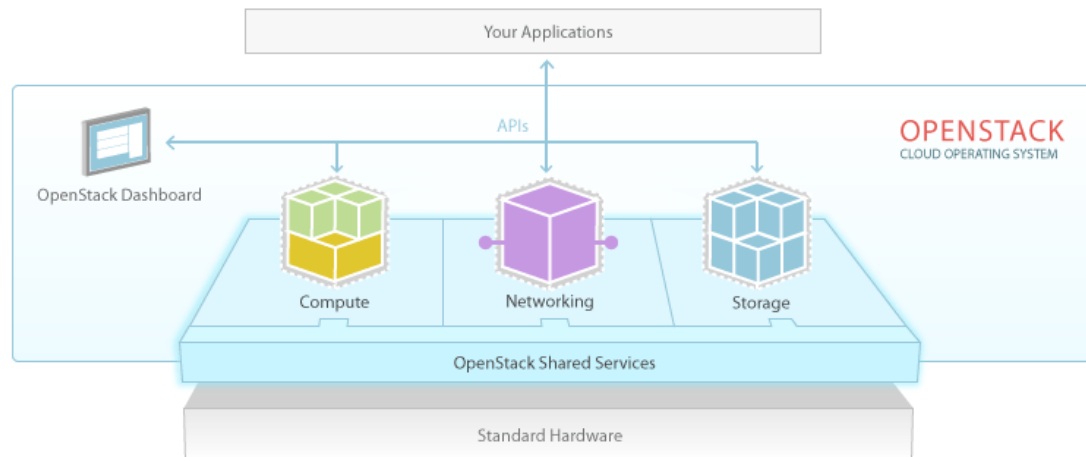 Your Applications
APIs
OPENSTACK
CLOUD OPERATING SYSTEM
OpenStack Dashboard
Compute
Networking
Storage
OpenStack Shared Services
Standard Hardware